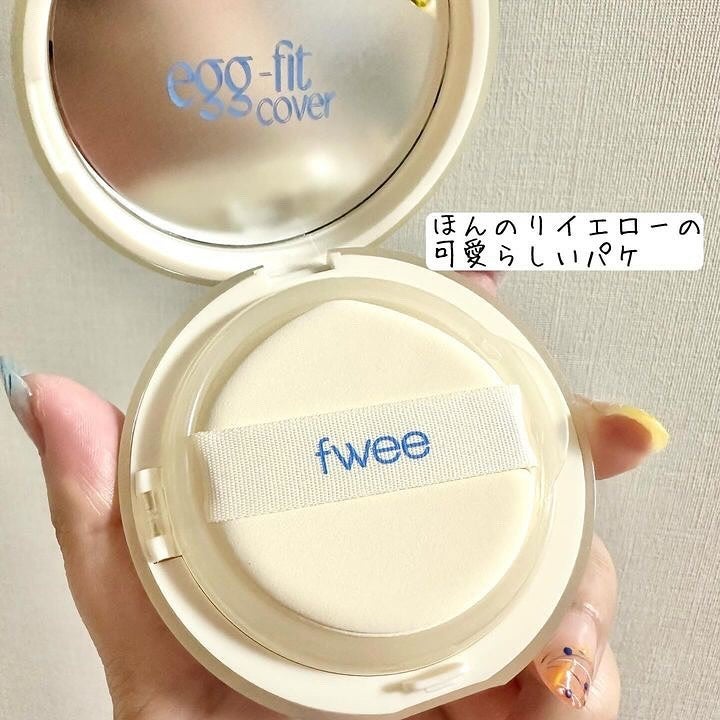 egg-fit
cover
ほんのりイエローの
可愛らしいパケ
fwee